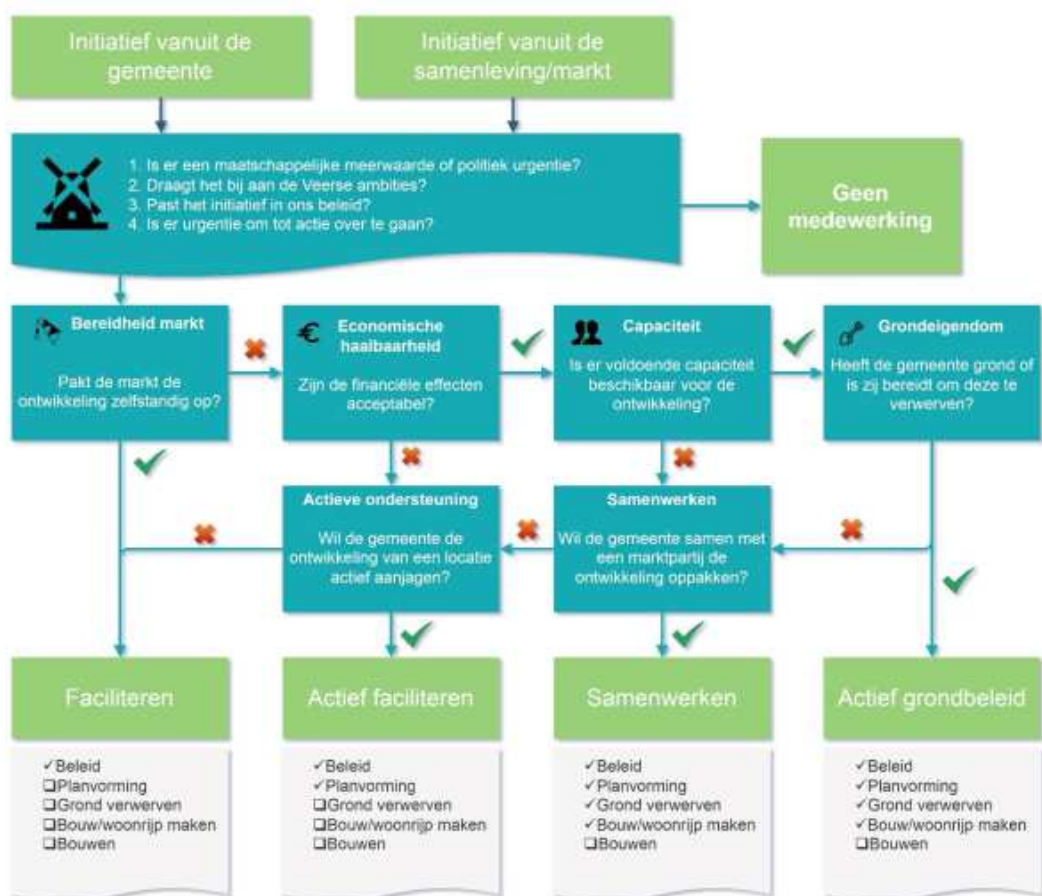 Initiatief vanuit de
gemeente
Initiatief vanuit de
samenleving/markt
1. Is er een maatschappelijke meerwaarde of politiek urgentie?
2. Draagt het bij aan de Veerse ambities?
3. Past het initiatief in ons beleid?
4. Is er urgentie om tot actie over te gaan?
Geen
medewerking
Bereidheid markt
Pakt de markt de
ontwikkeling zelfstandig op?
€
Economische
haalbaarheid
Zijn de financiële effecten
acceptabel?
Capaciteit
Is er voldoende capaciteit
beschikbaar voor de
ontwikkeling?
Grondeigendom
Heeft de gemeente grond of
is zij bereidt om deze te
verwerven?
Actieve ondersteuning
Wil de gemeente de
ontwikkeling van een locatie
actief aanjagen?
Samenwerken
Wil de gemeente samen met
een marktpartij de
ontwikkeling oppakken?
Faciliteren
✓Beleid
❑Planvorming
❑Grond verwerven
❑Bouw/woonrijp maken
❑Bouwen
Actief faciliteren
✓Beleid
✓Planvorming
❑Grond verwerven
❑Bouw/woonrijp maken
❑Bouwen
Samenwerken
✓Beleid
✓Planvorming
✓Grond verwerven
✓Bouw/woonrijp maken
❑Bouwen
Actief grondbeleid
✓Beleid
✓Planvorming
✓Grond verwerven
✓Bouw/woonrijp maken
❑Bouwen